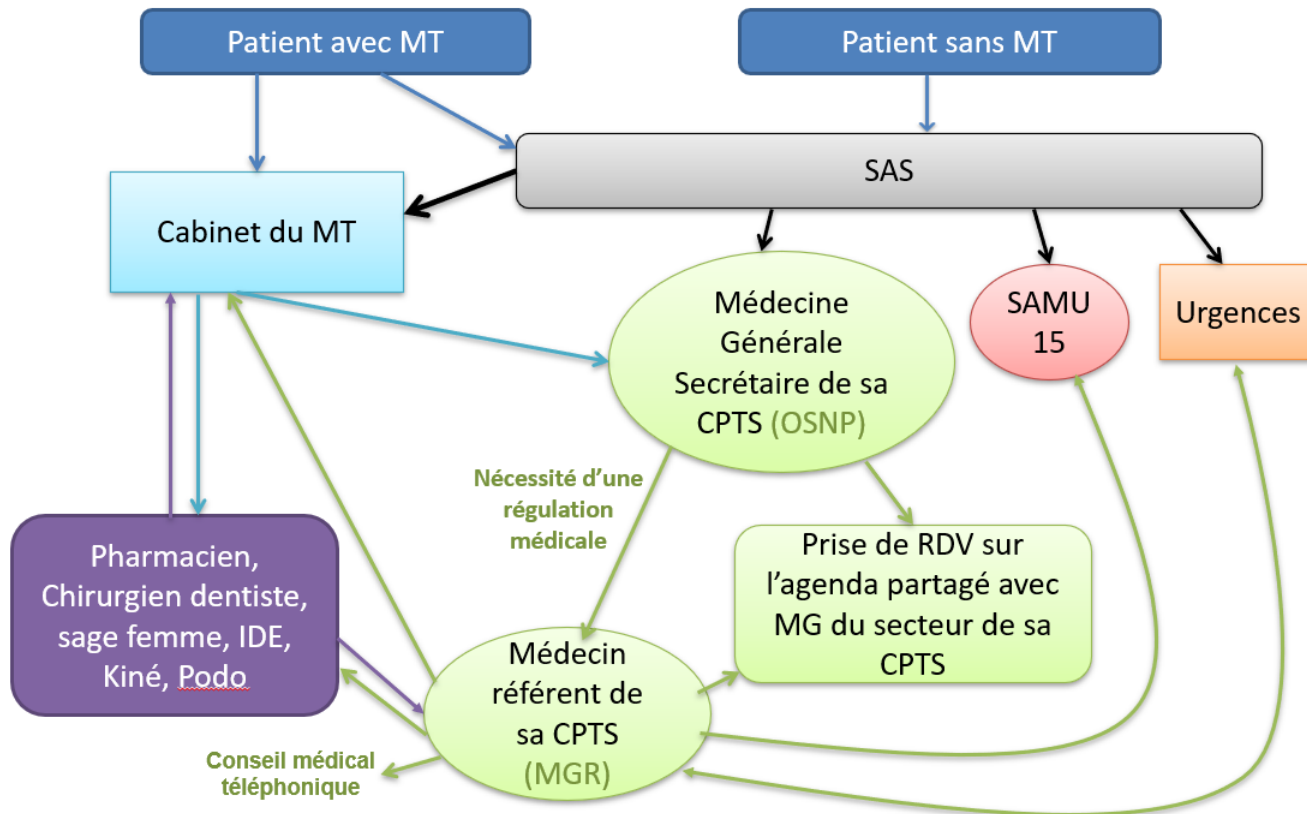 Patient avec MT
Patient sans MT
SAS
Cabinet du MT
Médecine
Générale
Secrétaire de sa
CPTS (OSNP)
SAMU
15
Urgences
Nécessité d’une
régulation
médicale
Pharmacien,
Chirurgien dentiste,
sage femme, IDE,
Kiné, Podo
Prise de RDV sur
l’agenda partagé avec
MG du secteur de sa
CPTS
Médecin
référent de
sa CPTS
(MGR)
Conseil médical
téléphonique